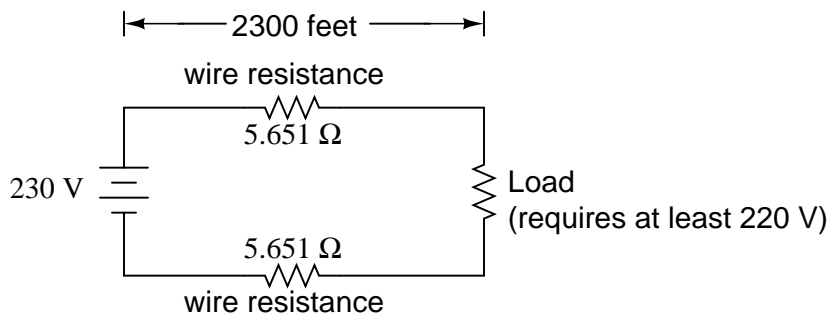 2300 feet
wire resistance
5.651 Ω
230 V
Load
(requires at least 220 V)
5.651 Ω
wire resistance